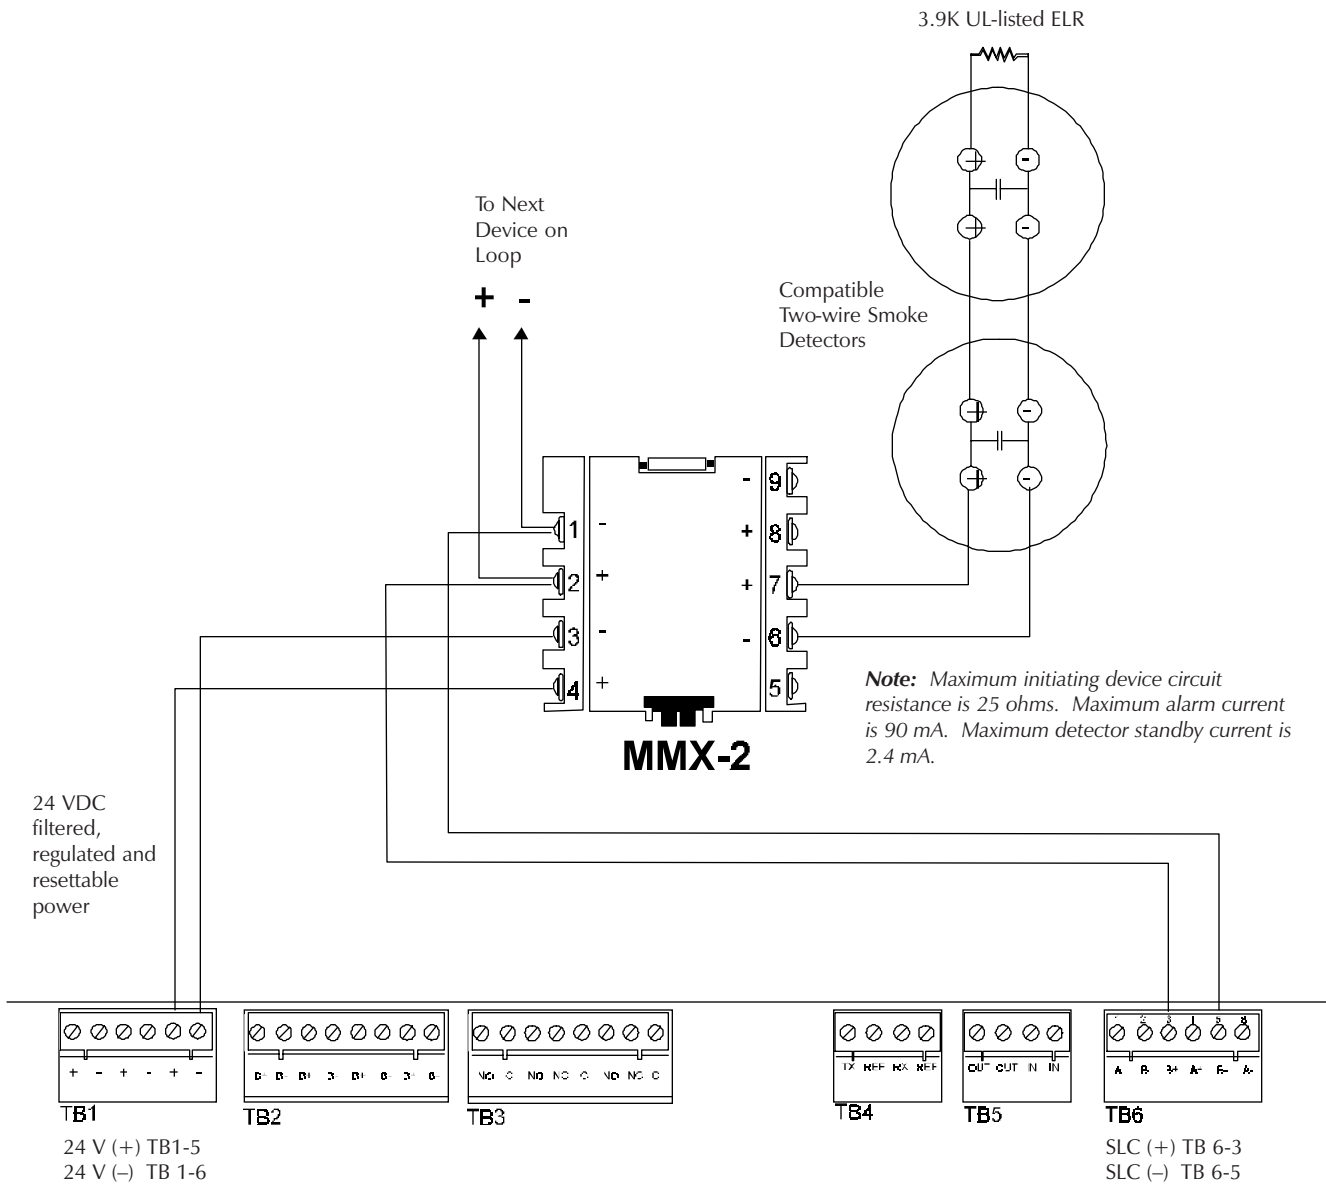 3.9K UL-listed ELR
To Next
Device on
Loop
+ -
Compatible
Two-wire Smoke
Detectors
+ -
+ -
+ -
+ -
1 -
2 +
3 -
4 +
- 9
+ 8
+ 7
- 6
5
MMX-2
Note: Maximum initiating device circuit
resistance is 25 ohms. Maximum alarm current
is 90 mA. Maximum detector standby current is
2.4 mA.
24 VDC
filtered,
regulated and
resettable
power
+ - + - + -
TB1
TB2
NO C NO NC C NO NC C
TB3
TX REF RX REF
TB4
OUT OUT IN IN
TB5
TB6
24 V (+) TB1-5
24 V (–) TB 1-6
SLC (+) TB 6-3
SLC (–) TB 6-5